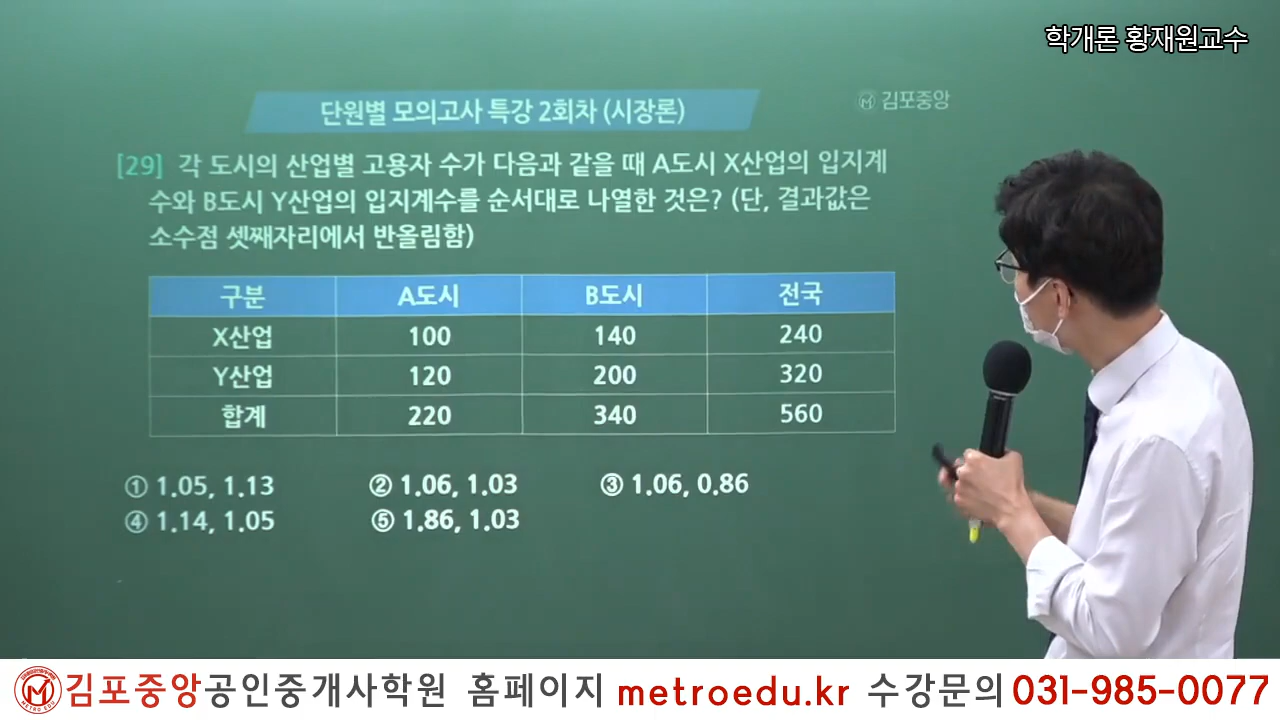 학개론 황재원교수
단원별 모의고사 특강 2회차 (시장론)
김포중앙
[29] 각 도시의 산업별 고용자 수가 다음과 같을 때 A도시 X산업의 입지계
수와 B도시 Y산업의 입지계수를 순서대로 나열한 것은? (단, 결과값은
소수점 셋째자리에서 반올림함)
구분 A도시 B도시 전국
X산업 100 140 240
Y산업 120 200 320
합계 220 340 560
① 1.05, 1.13 ② 1.06, 1.03 ③ 1.06, 0.86
④ 1.14, 1.05 ⑤ 1.86, 1.03
김포중앙공인중개사학원 홈페이지 metroedu.kr 수강문의 031-985-0077